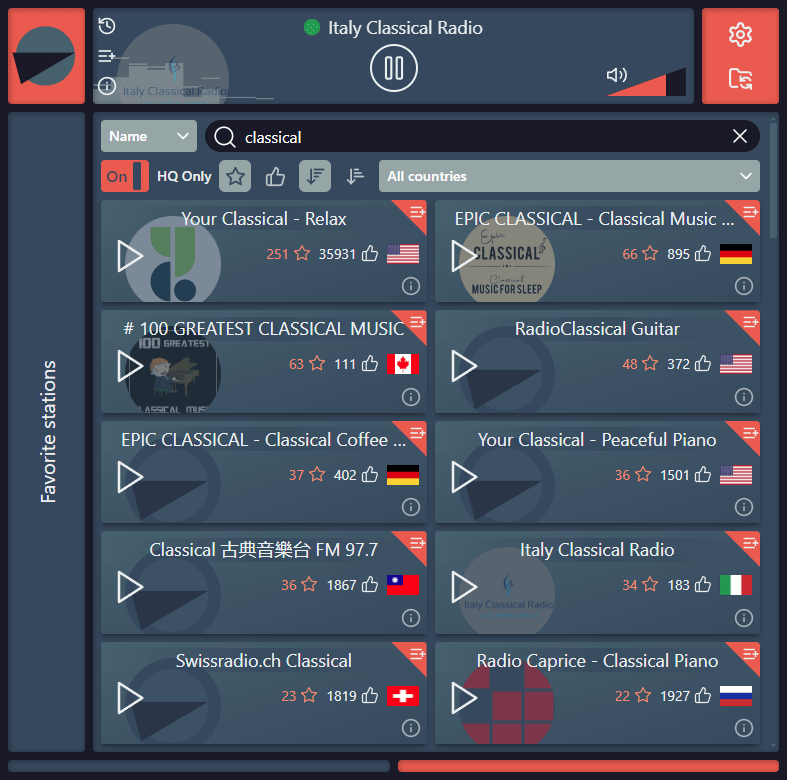 Italy Classical Radio
Italy Classical Radio
Name
classical
On
HQ Only
All countries
Favorite stations
Your Classical - Relax
251
35931
EPIC CLASSICAL - Classical Music ...
Epic
CLASSICAL
Classical
MUSIC FOR SLEEP
66
895
# 100 GREATEST CLASSICAL MUSIC
100 GREATEST
CLASSICAL MUSIC
63
111
RadioClassical Guitar
48
372
EPIC CLASSICAL - Classical Coffee ...
37
402
Your Classical - Peaceful Piano
36
1501
Classical 古典音樂台 FM 97.7
36
1867
Italy Classical Radio
Italy Classical Radio
34
183
Swissradio.ch Classical
23
1819
Radio Caprice - Classical Piano
22
1927